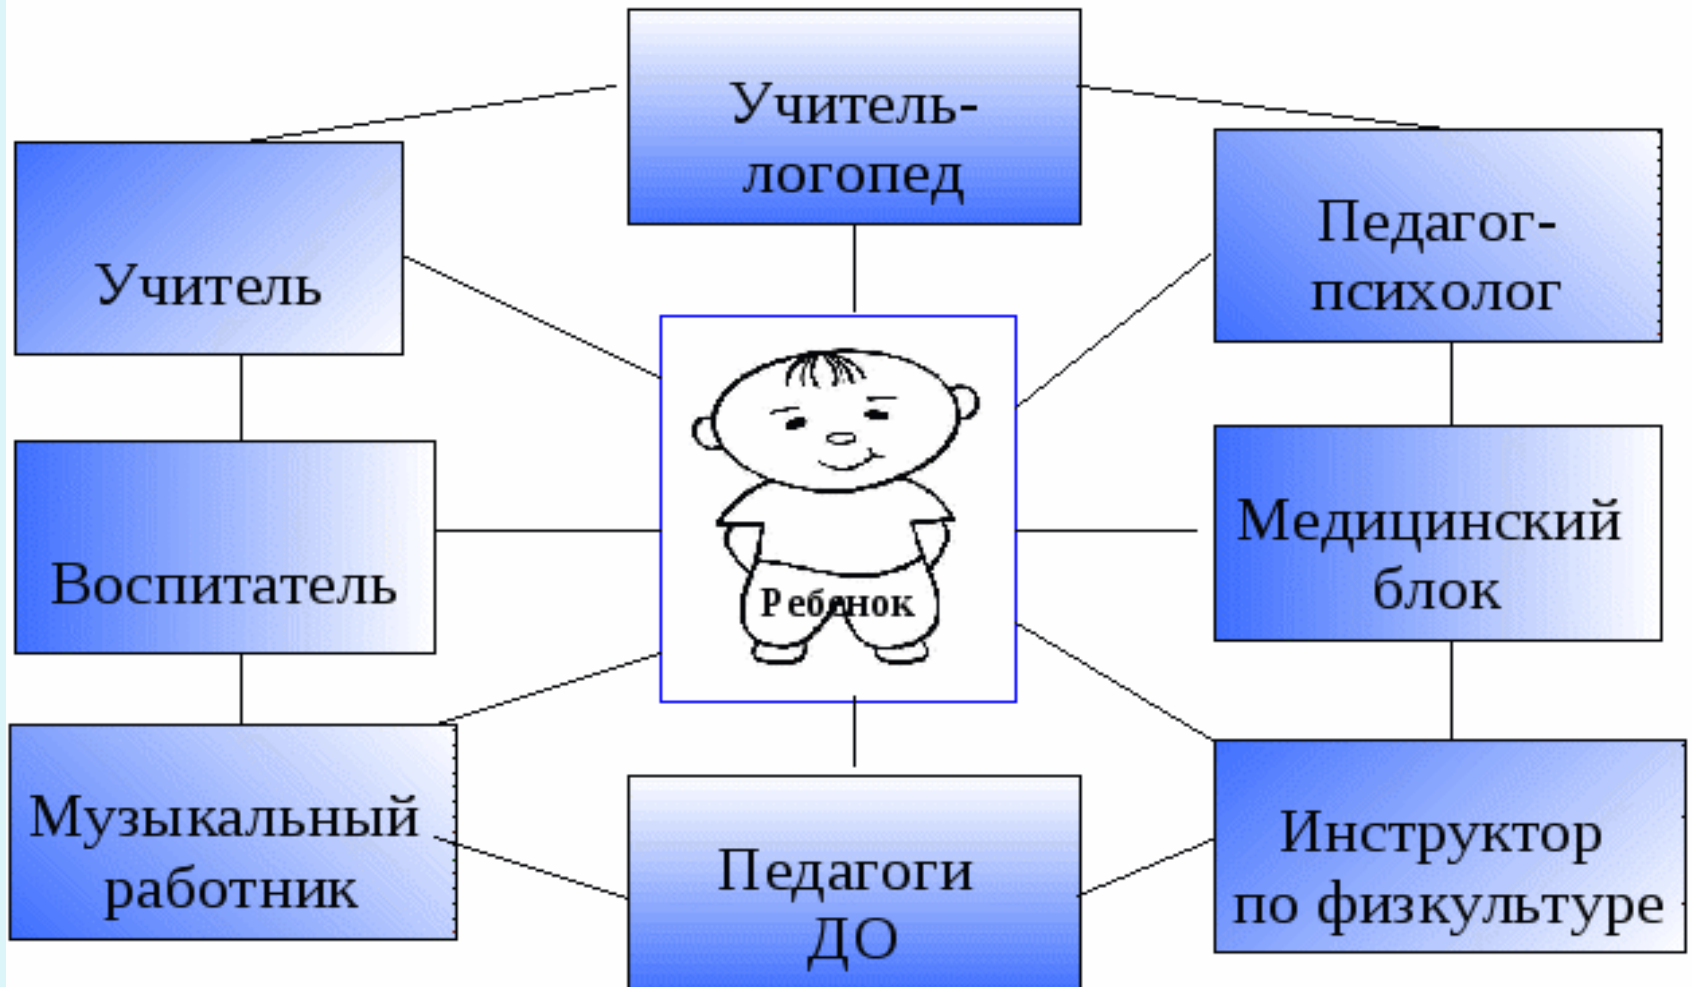 Учитель-
логопед
Учитель
Педагог-
психолог
Воспитатель
Ребенок
Медицинский
блок
Музыкальный
работник
Педагоги
ДО
Инструктор
по физкультуре